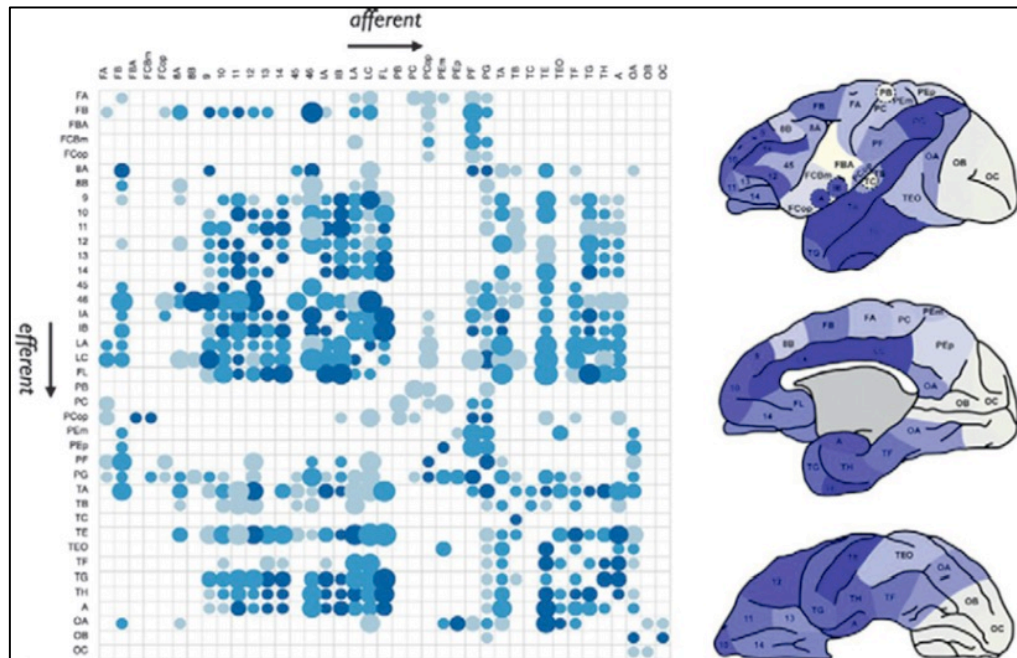 afferent
FA FB FBA FCBm FCop 8A 8B 9 10 11 12 13 14 45 46 IA IB LA LC FL PB PC PCop PEm PEp PF PG TA TB TC TE TEO TF TG TH A OA OB OC
efferent
FA
FB
FBA
FCBm
FCop
8A
8B
9
10
11
12
13
14
45
46
IA
IB
LA
LC
FL
PB
PC
PCop
PEm
PEp
PF
PG
TA
TB
TC
TE
TEO
TF
TG
TH
A
OA
OB
OC
PB PEp
FB FA PEm
PC
8B 8A
PF OA
45 FBA OB OC
12 FCBm
11 13
14 TEO
FCop
TG
FB FA PC PEm
8B PEp
10 OA
FL OB OC
14 OA
A TF
TG TH
TEO
12 OA
11 13 TG TH TF OB
A OC
10 14